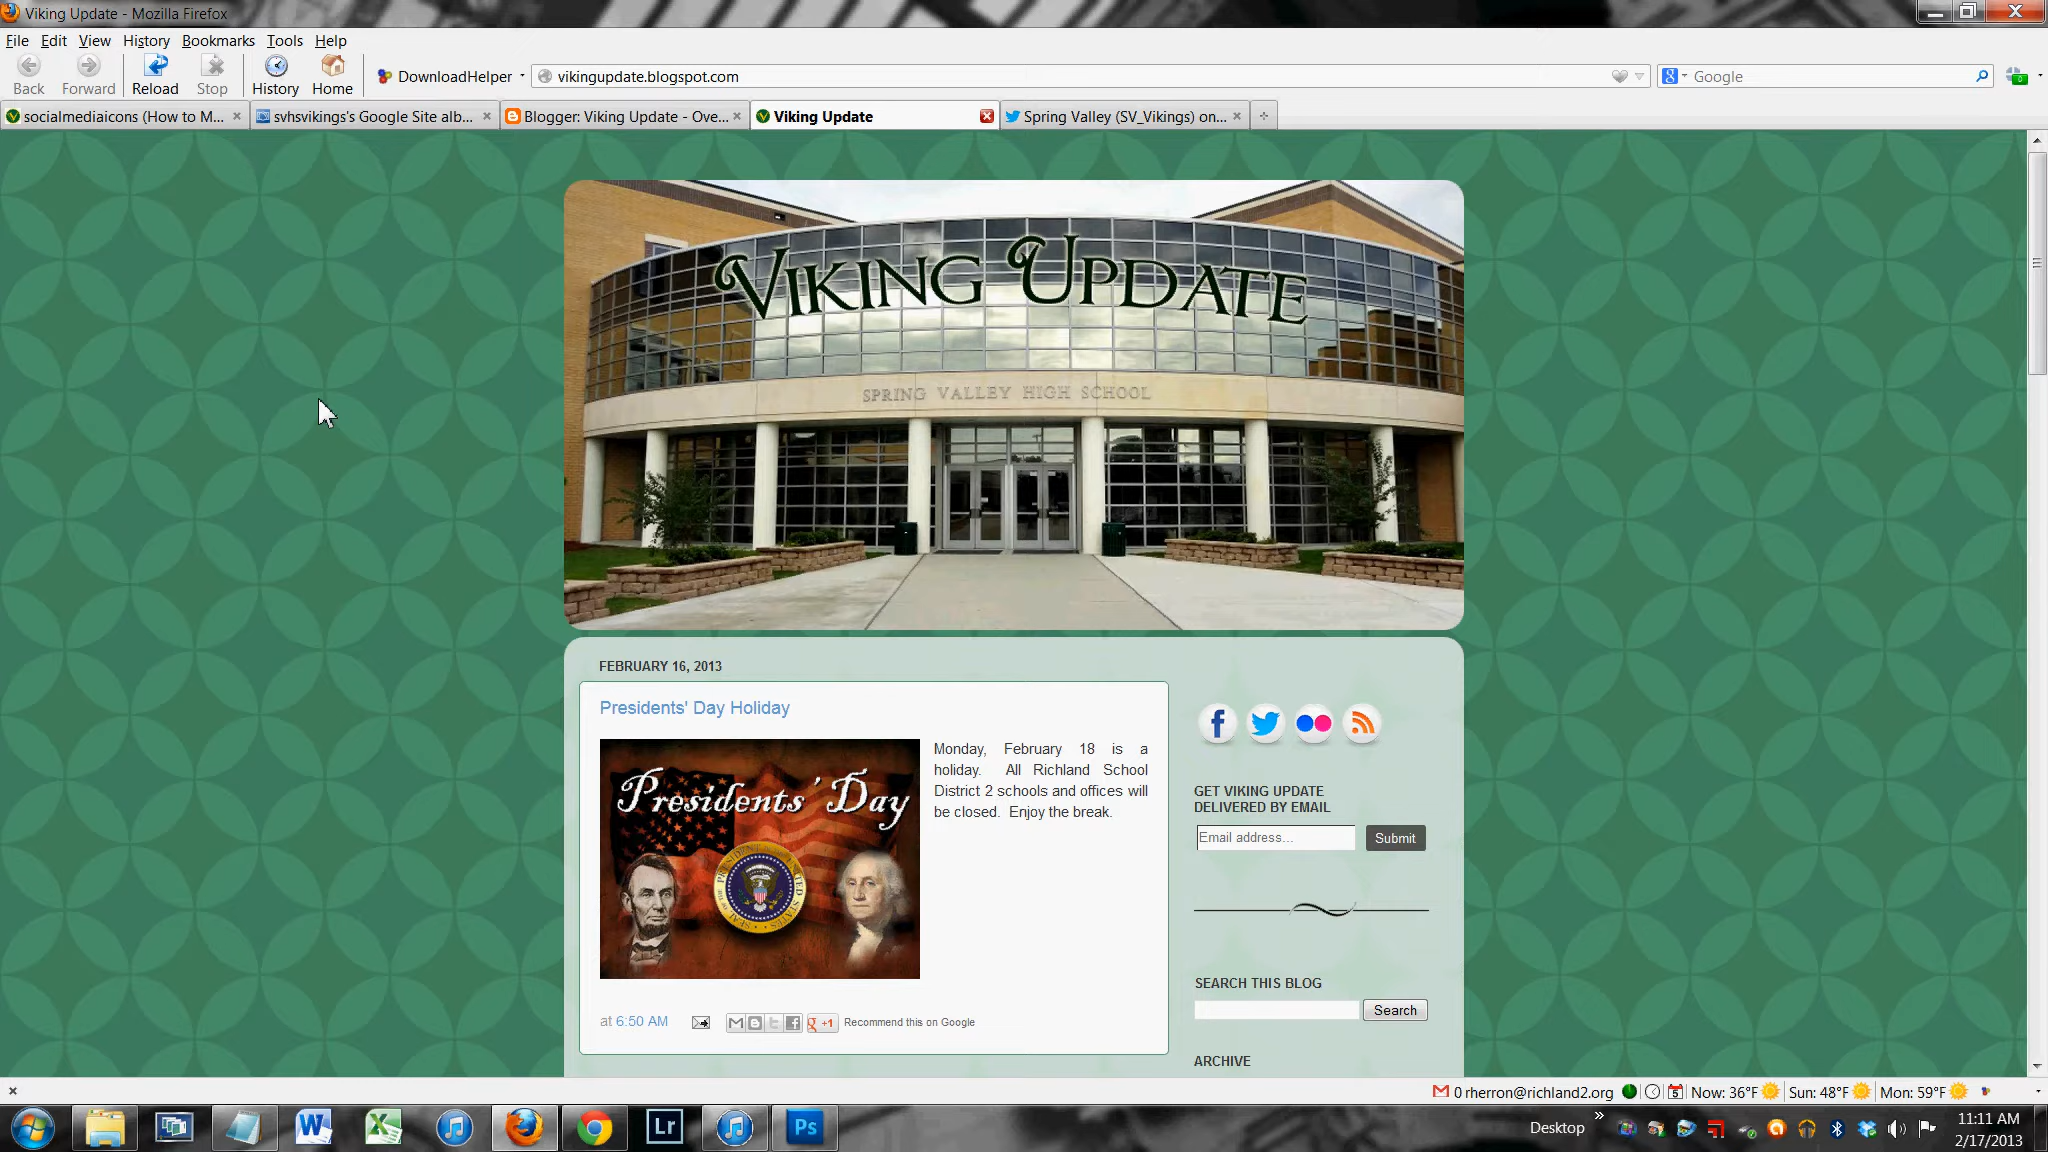 Viking Update - Mozilla Firefox
File Edit View History Bookmarks Tools Help
Back Forward Reload Stop History Home DownloadHelper vikingupdate.blogspot.com Google
socialmediaicons (How to M... svhsvikings's Google Site alb... Blogger: Viking Update - Ove... Viking Update Spring Valley (SV_Vikings) on...
VIKING UPDATE
SPRING VALLEY HIGH SCHOOL
FEBRUARY 16, 2013
Presidents' Day Holiday
Presidents' Day
Monday, February 18 is a
holiday. All Richland School
District 2 schools and offices will
be closed. Enjoy the break.
at 6:50 AM
g +1 Recommend this on Google
GET VIKING UPDATE
DELIVERED BY EMAIL
Email address... Submit
SEARCH THIS BLOG
Search
ARCHIVE
0 rherron@richland2.org 5 Now: 36°F Sun: 48°F Mon: 59°F
Lr Ps Desktop » 11:11 AM
2/17/2013